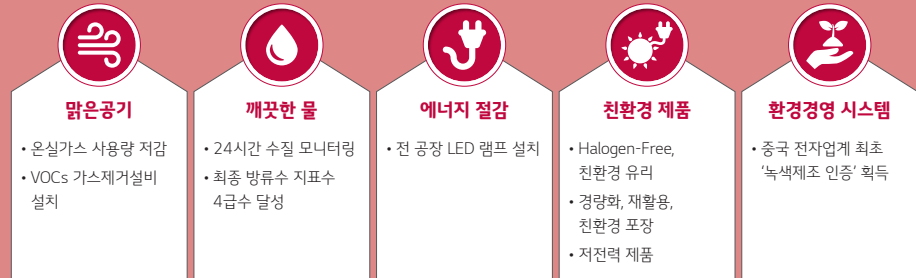 맑은공기
• 온실가스 사용량 저감
• VOCs 가스제거설비
설치
깨끗한 물
• 24시간 수질 모니터링
• 최종 방류수 지표수
4급수 달성
에너지 절감
• 전 공장 LED 램프 설치
친환경 제품
• Halogen-Free,
친환경 유리
• 경량화, 재활용,
친환경 포장
• 저전력 제품
환경경영 시스템
• 중국 전자업계 최초
‘녹색제조 인증’ 획득